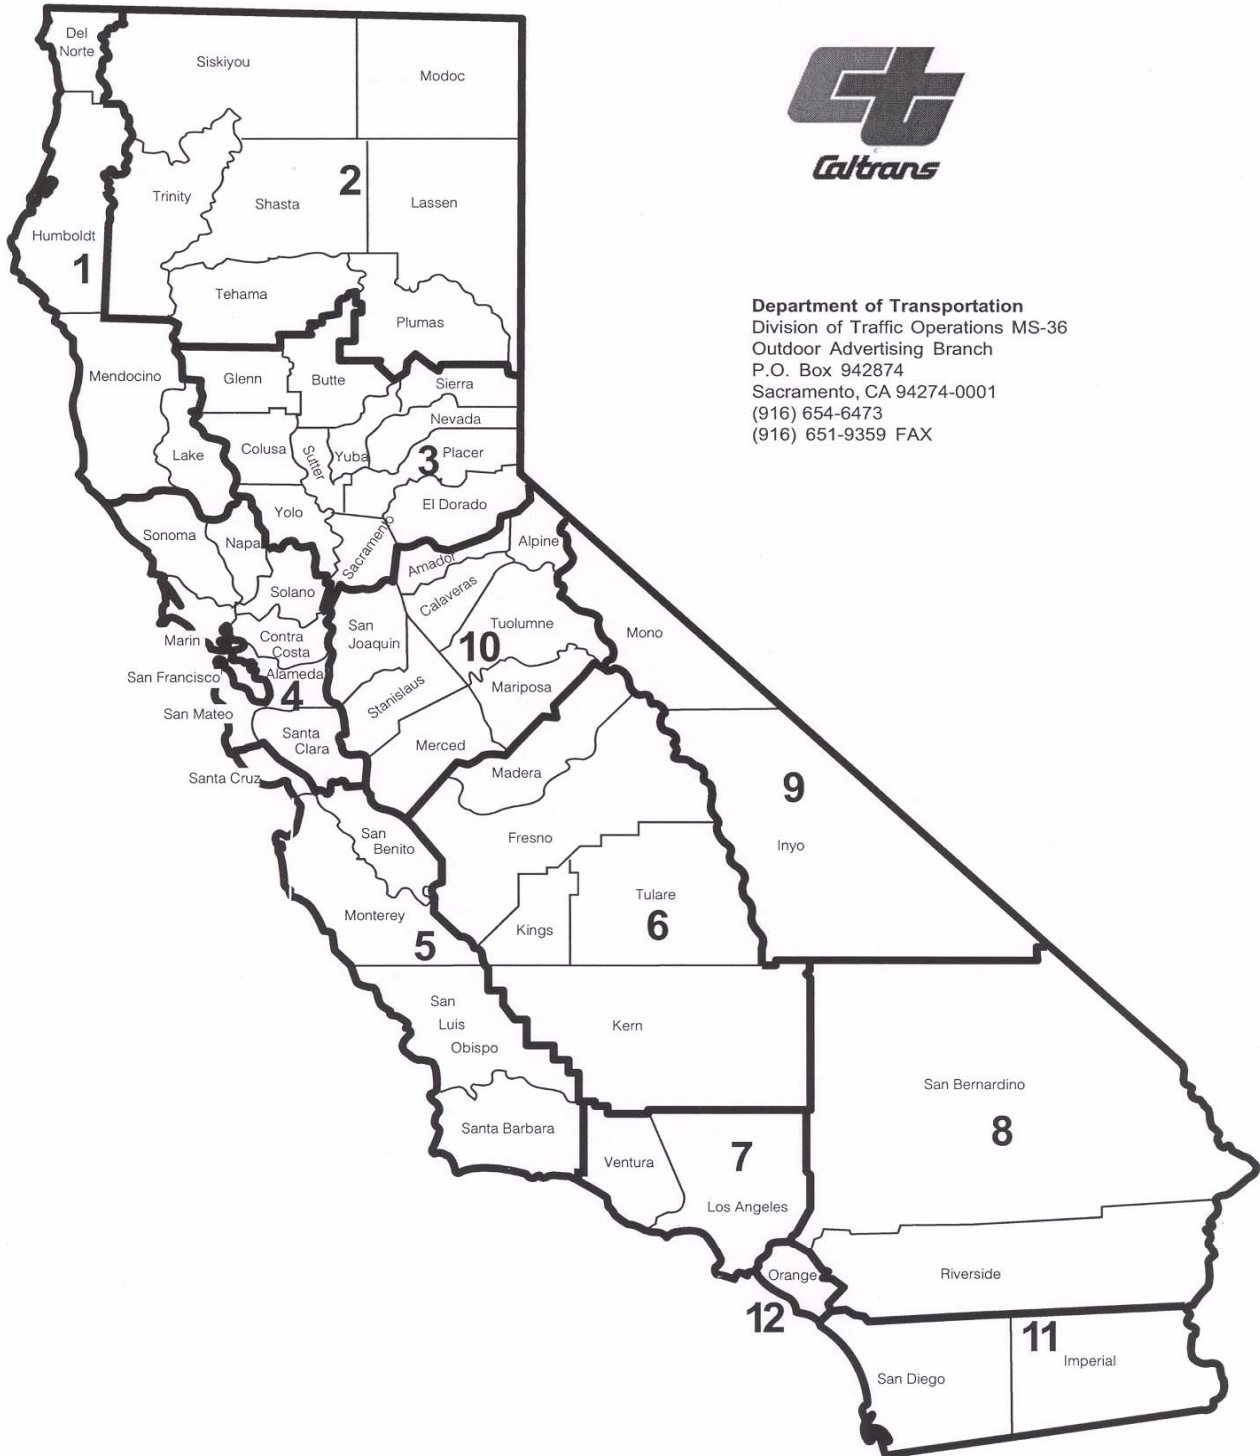 Del
Norte
Siskiyou
Modoc
Caltrans
Trinity
2
Shasta
Lassen
Humboldt
1
Tehama
Plumas
Department of Transportation
Division of Traffic Operations MS-36
Outdoor Advertising Branch
P.O. Box 942874
Sacramento, CA 94274-0001
(916) 654-6473
(916) 651-9359 FAX
Mendocino
Glenn
Butte
Sierra
Nevada
Lake
Colusa
Sutter
Yuba
3
Placer
El Dorado
Yolo
Sonoma
Napa
Sacramento
Alpine
Amador
Solano
Calaveras
Marin
Contra
Costa
San
Joaquin
Tuolumne
10
Mono
San Francisco
Alameda
4
Stanislaus
Mariposa
San Mateo
Santa
Clara
Merced
Santa Cruz
Madera
9
San
Benito
Fresno
Inyo
Monterey
5
Kings
Tulare
6
San
Luis
Obispo
Kern
San Bernardino
8
Santa Barbara
Ventura
7
Los Angeles
Orange
12
Riverside
11
San Diego
Imperial